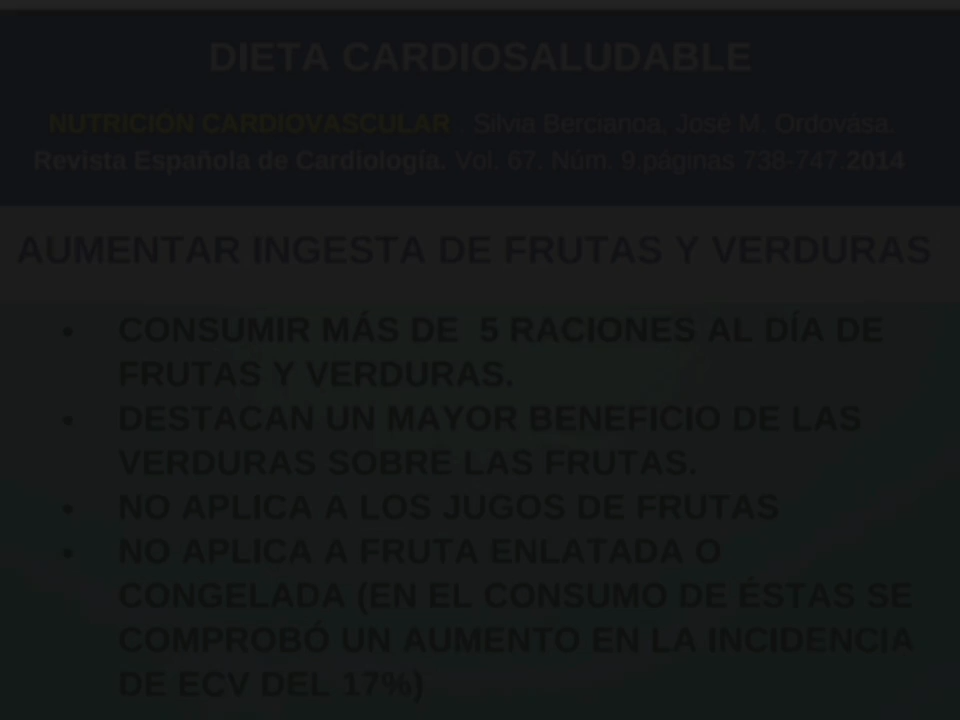 DIETA CARDIOSALUDABLE
NUTRICIÓN CARDIOVASCULAR . Silvia Bercianoa, José M. Ordovása.
Revista Española de Cardiología. Vol. 67. Núm. 9.páginas 738-747.2014
AUMENTAR INGESTA DE FRUTAS Y VERDURAS
• CONSUMIR MÁS DE 5 RACIONES AL DÍA DE
FRUTAS Y VERDURAS.
• DESTACAN UN MAYOR BENEFICIO DE LAS
VERDURAS SOBRE LAS FRUTAS.
• NO APLICA A LOS JUGOS DE FRUTAS
• NO APLICA A FRUTA ENLATADA O
CONGELADA (EN EL CONSUMO DE ÉSTAS SE
COMPROBÓ UN AUMENTO EN LA INCIDENCIA
DE ECV DEL 17%)